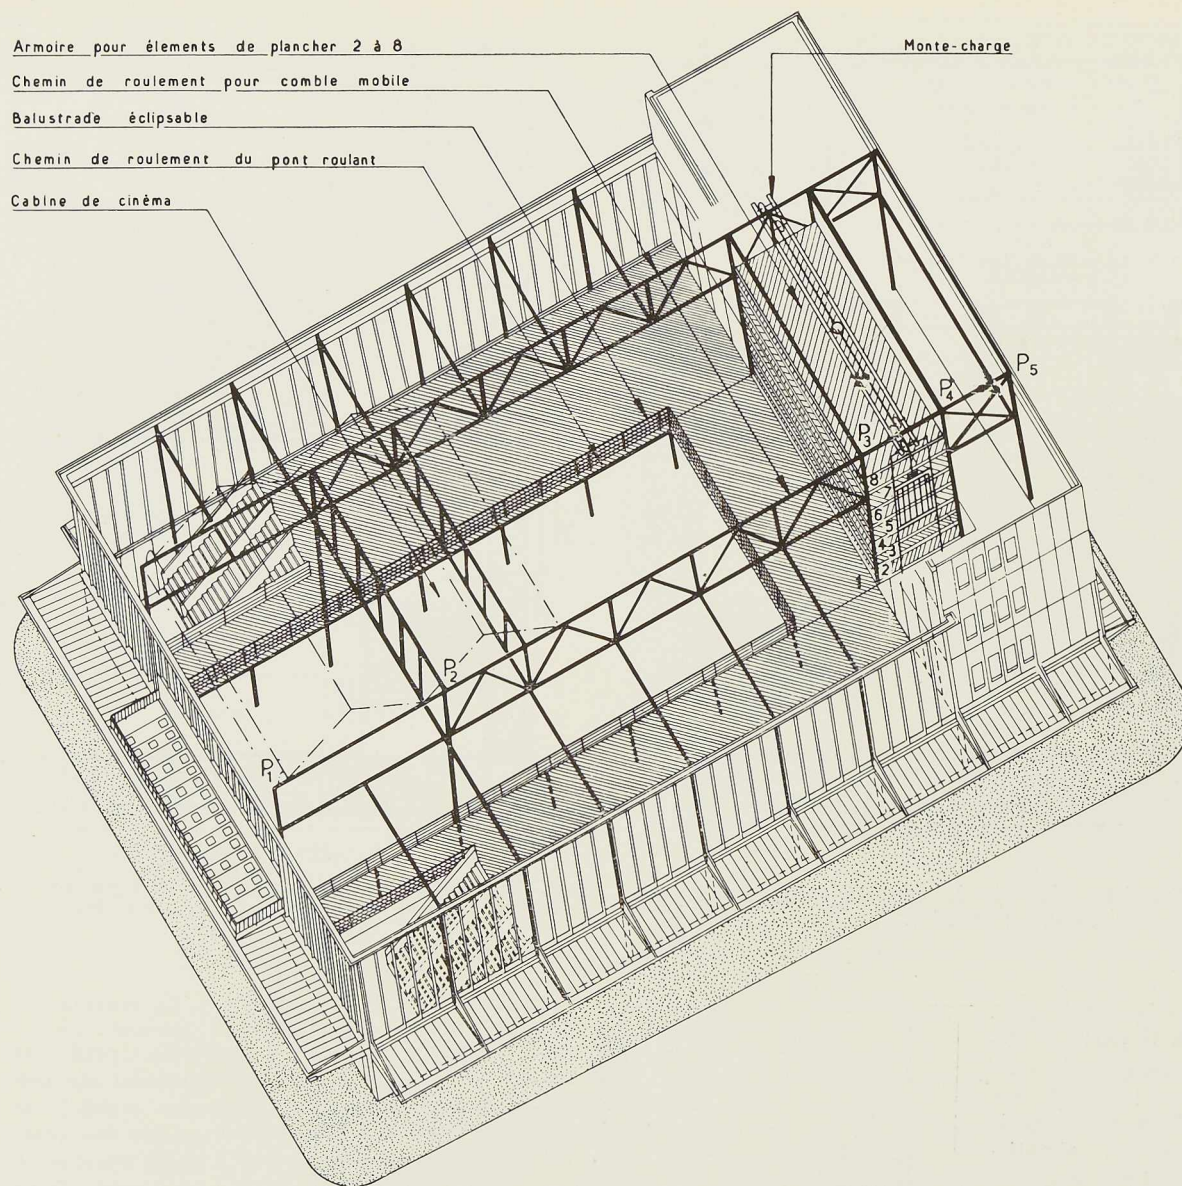 Armoire pour élements de plancher 2 à 8
Monte-charge
Chemin de roulement pour comble mobile
Balustrade éclipsable
Chemin de roulement du pont roulant
Cabine de cinéma
P5
P4
P3
8
7
6
5
4
3
2
P2
P1